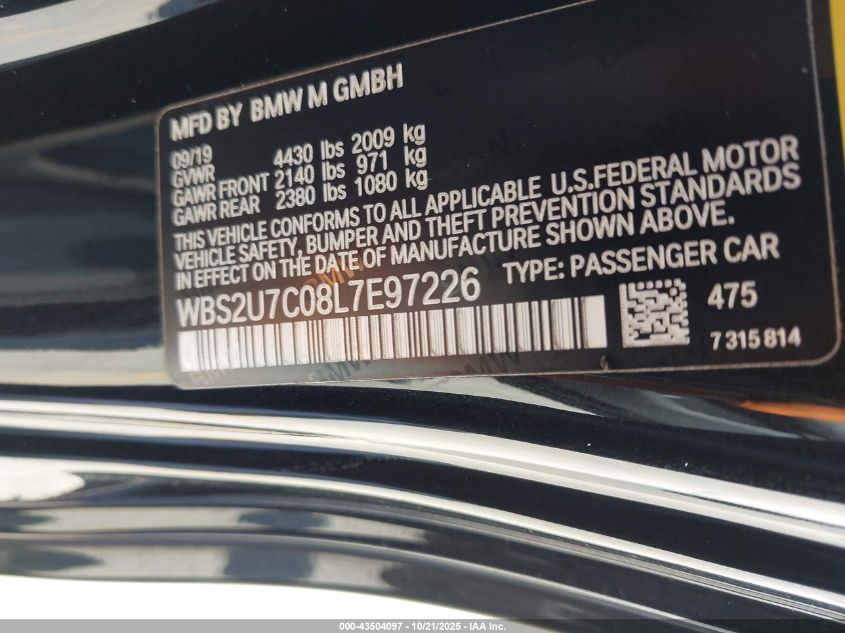 MFD BY BMW M GMBH
09/19
GVWR 4430 lbs 2009 kg
GAWR FRONT 2140 lbs 971 kg
GAWR REAR 2380 lbs 1080 kg
THIS VEHICLE CONFORMS TO ALL APPLICABLE U.S.FEDERAL MOTOR
VEHICLE SAFETY, BUMPER AND THEFT PREVENTION STANDARDS
IN EFFECT ON THE DATE OF MANUFACTURE SHOWN ABOVE.
WBS2U7C08L7E97226 TYPE: PASSENGER CAR
475
7315814
000-43504097 - 10/21/2025 - IAA Inc.